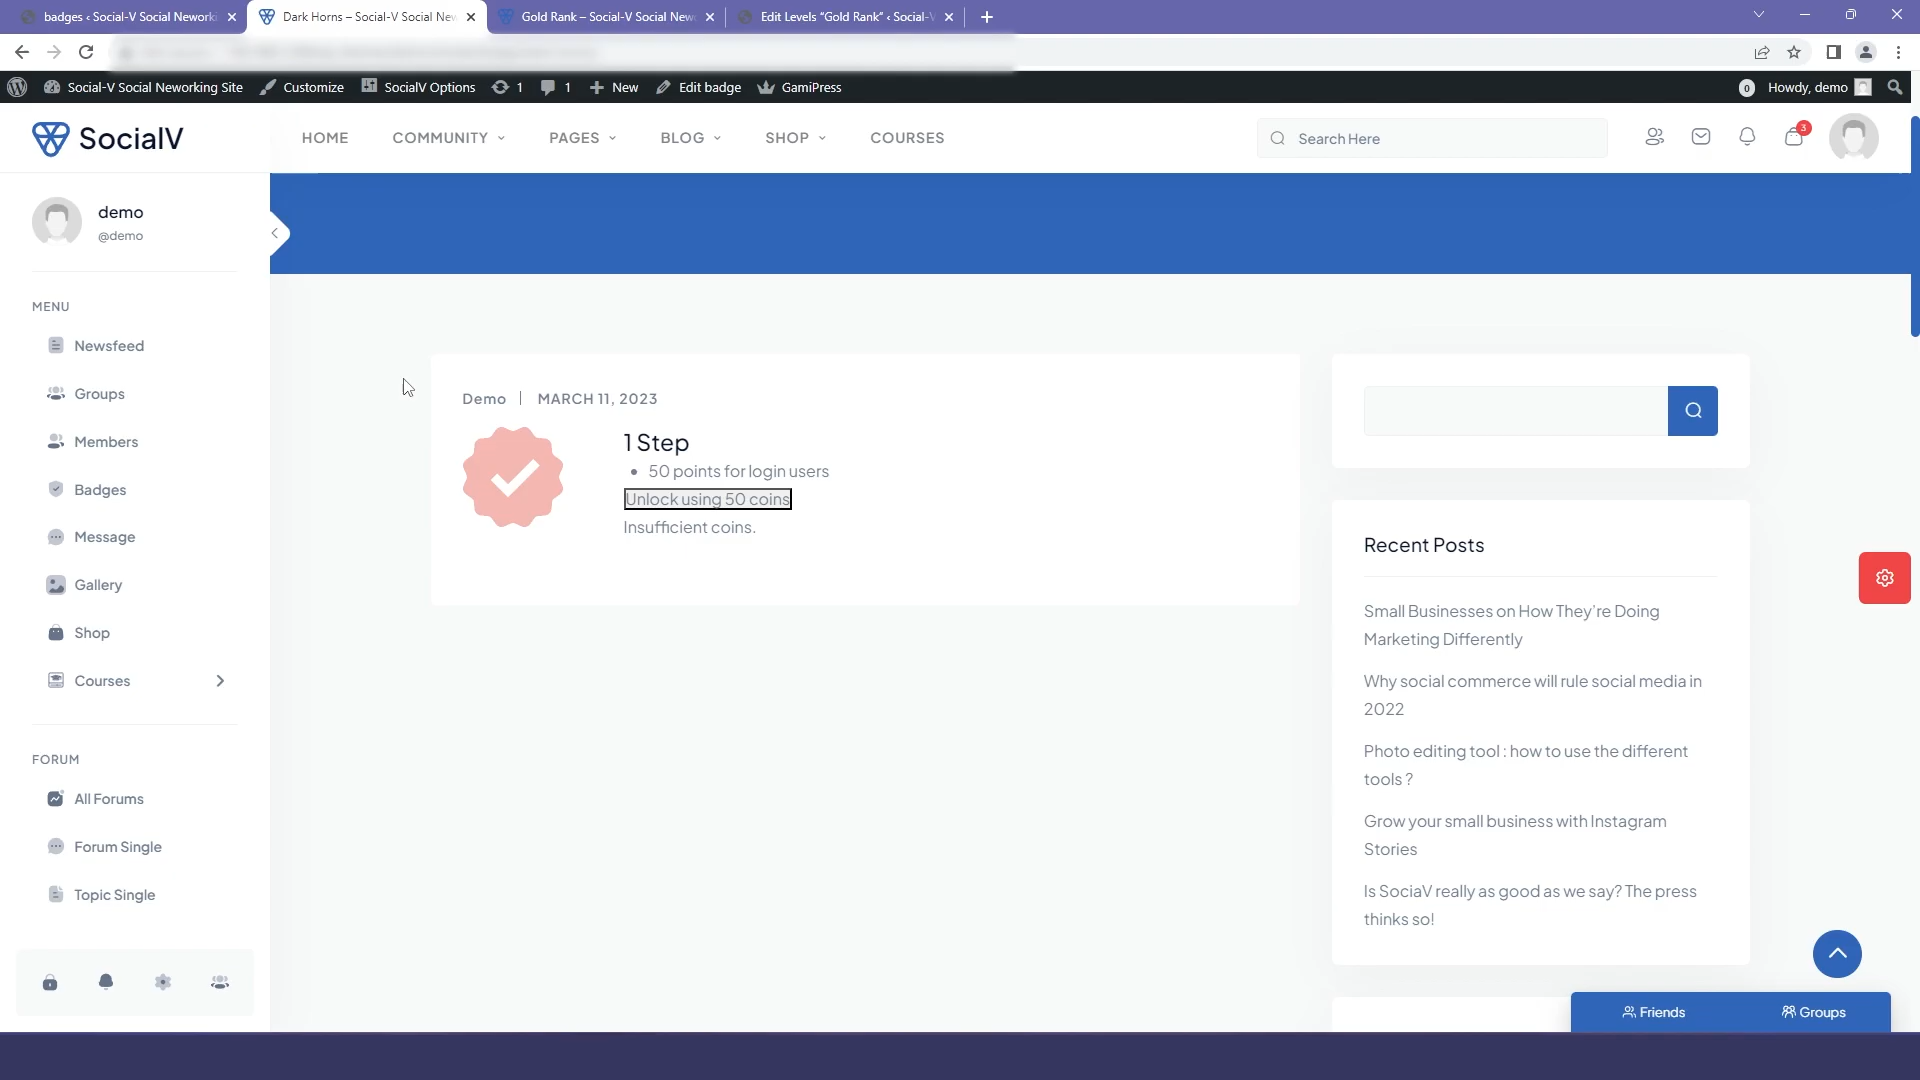 badges ‹ Social-V Social Neworki
Dark Horns – Social-V Social New
Gold Rank – Social-V Social New
Edit Levels “Gold Rank” ‹ Social-V
Social-V Social Neworking Site
Customize
SocialV Options
1
1
New
Edit badge
GamiPress
0
Howdy, demo
SocialV
HOME
COMMUNITY
PAGES
BLOG
SHOP
COURSES
Search Here
3
demo
@demo
MENU
Newsfeed
Groups
Members
Badges
Message
Gallery
Shop
Courses
FORUM
All Forums
Forum Single
Topic Single
Demo | MARCH 11, 2023
1 Step
• 50 points for login users
Unlock using 50 coins
Insufficient coins.
Recent Posts
Small Businesses on How They’re Doing
Marketing Differently
Why social commerce will rule social media in
2022
Photo editing tool : how to use the different
tools ?
Grow your small business with Instagram
Stories
Is SociaV really as good as we say? The press
thinks so!
Friends
Groups